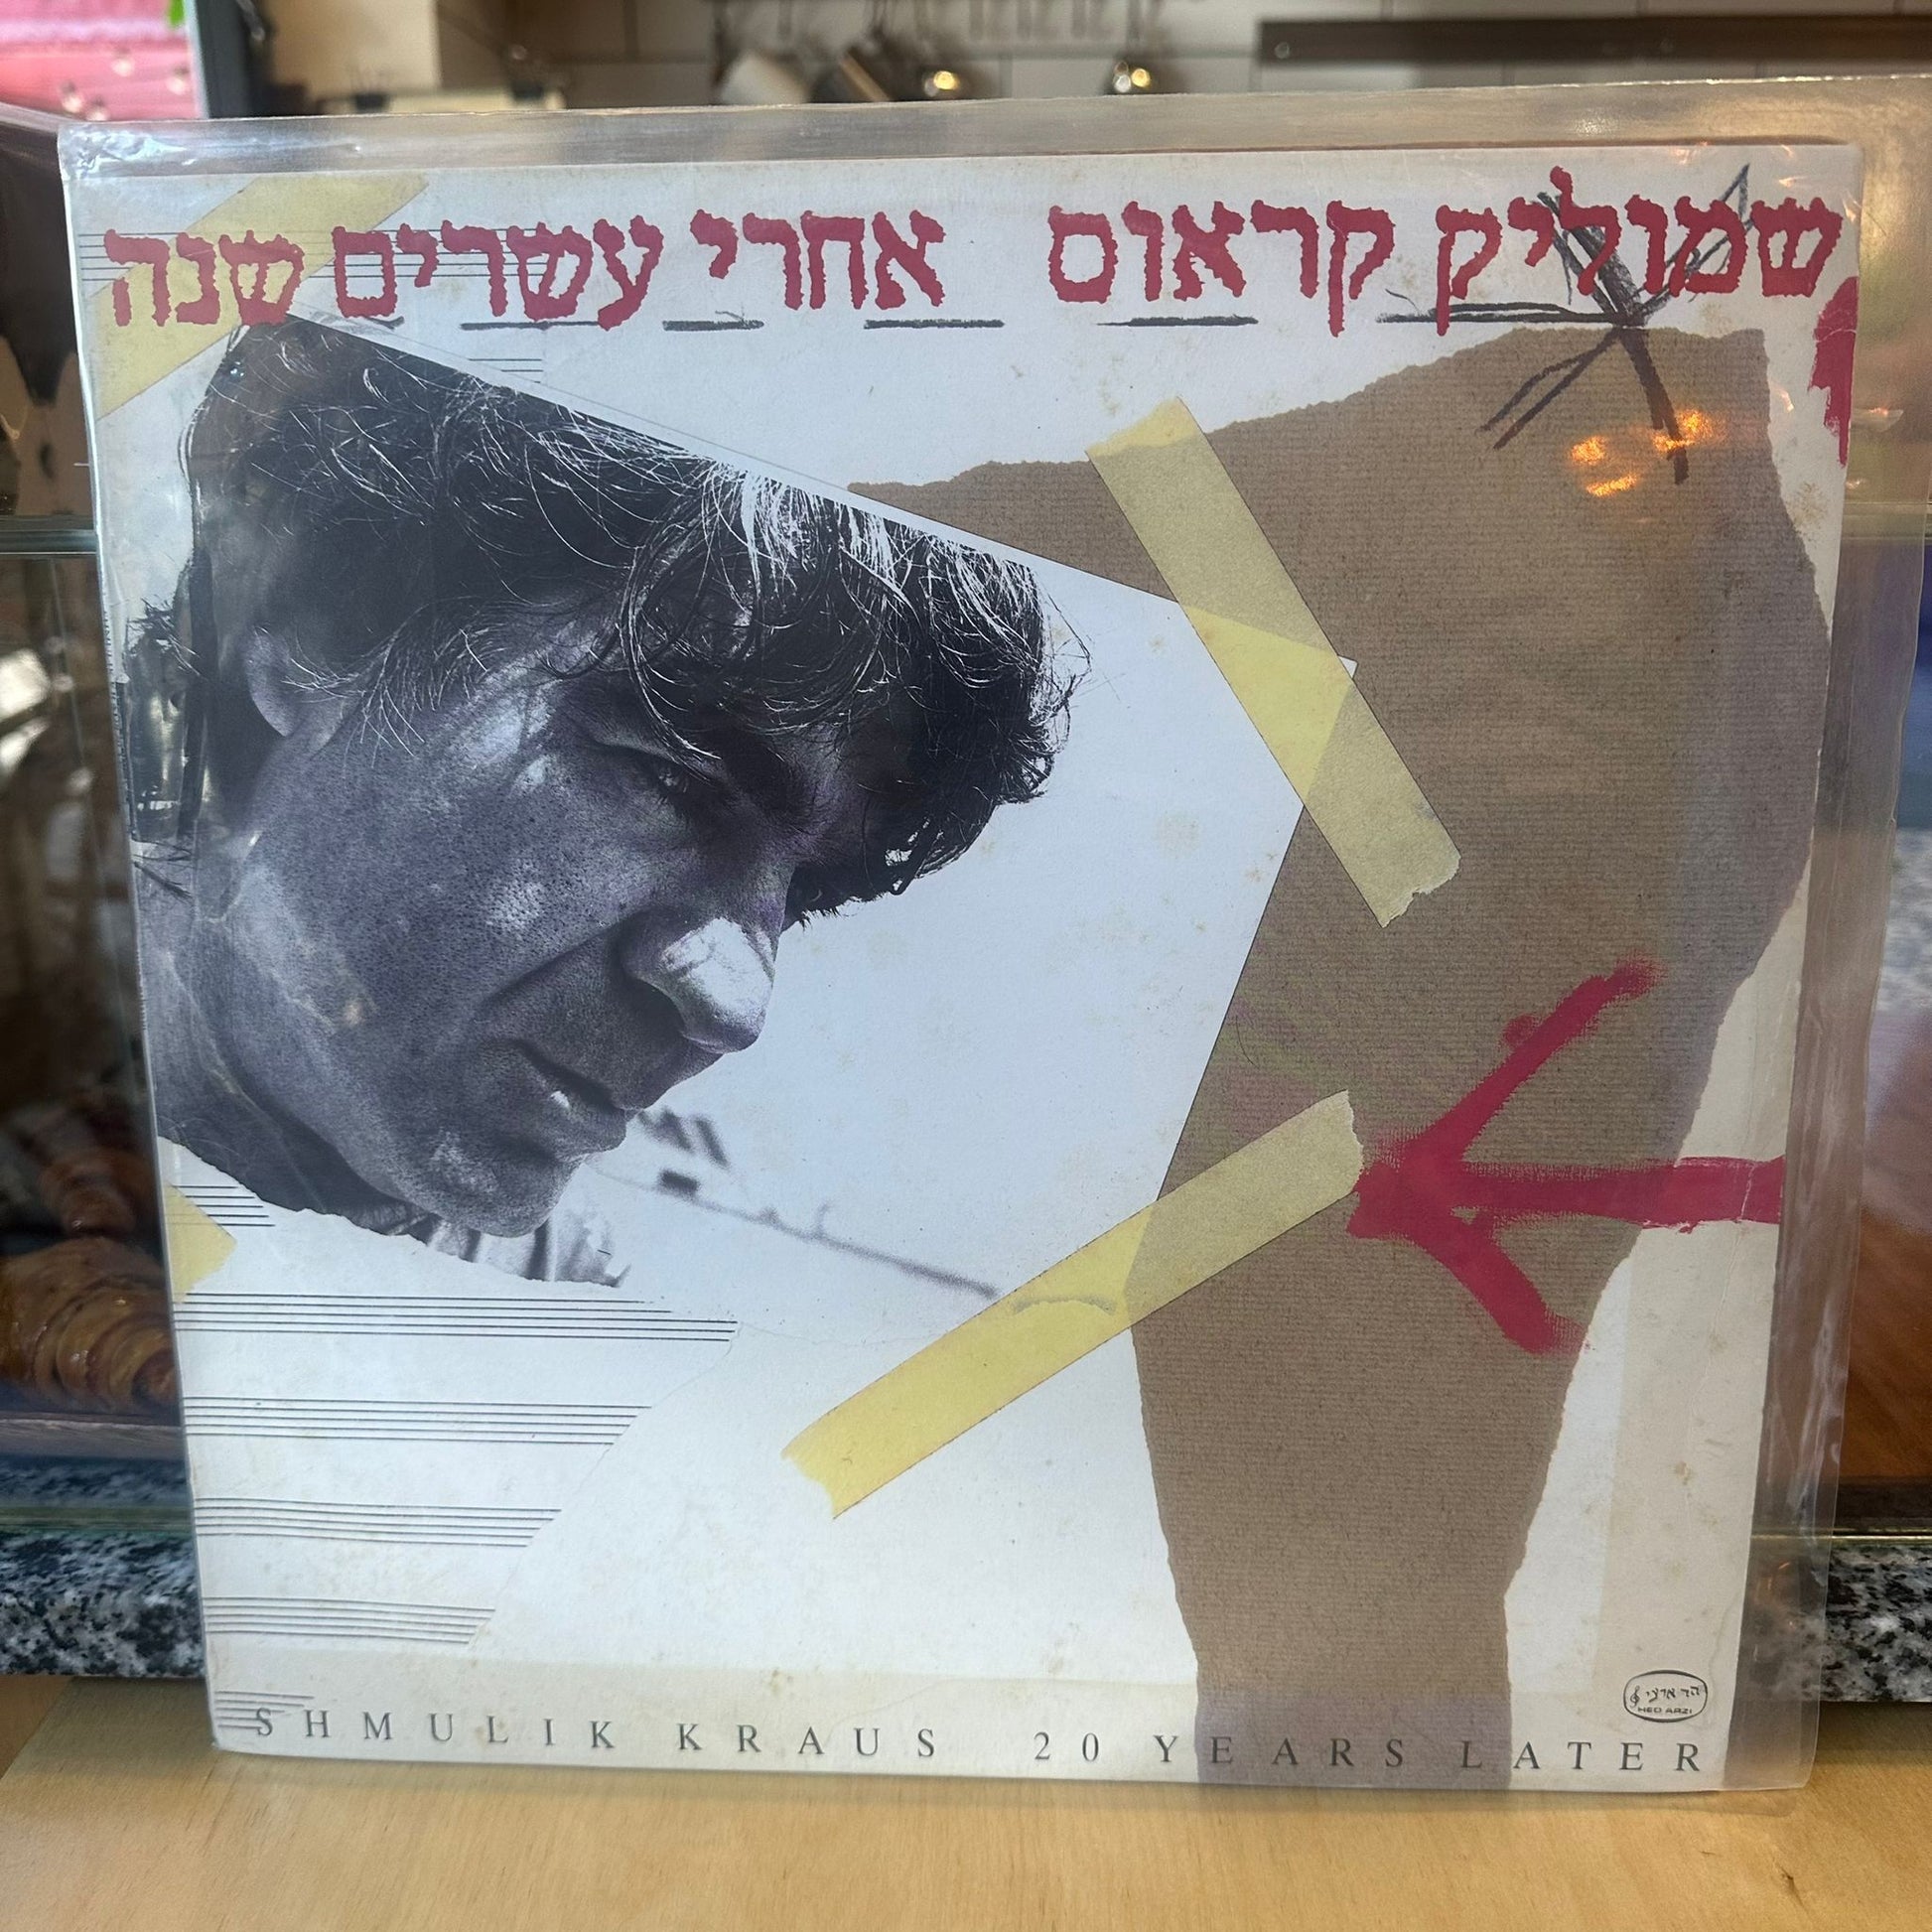 שמוליק קראוס אחרי עשרים שנה
הד ארצי
HED ARZI
SHMULIK KRAUS 20 YEARS LATER